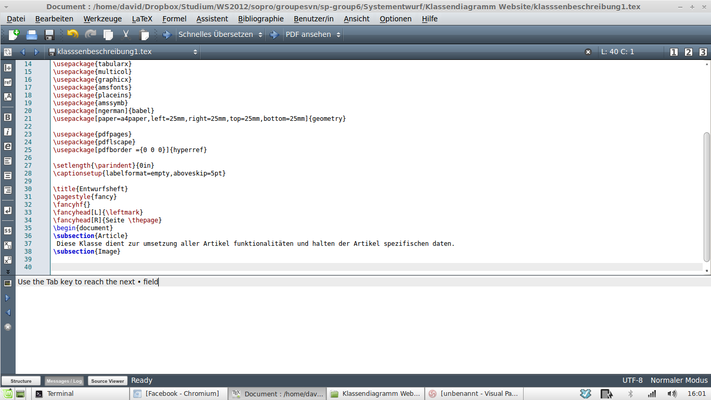 Document : /home/david/Dropbox/Studium/WS2012/sopro/groupesvn/sp-group6/Systementwurf/Klassendiagramm Website/klasssenbeschreibung1.tex
Datei Bearbeiten Werkzeuge LaTeX Formel Assistent Bibliographie Benutzer/in Ansicht Optionen Hilfe
Schnelles Übersetzen PDF ansehen
klasssenbeschreibung1.tex L: 40 C: 1 1 2 3
14 \usepackage{tabularx}
15 \usepackage{multicol}
16 \usepackage{graphicx}
17 \usepackage{amsfonts}
18 \usepackage{placeins}
19 \usepackage{amssymb}
20 \usepackage[ngerman]{babel}
21 \usepackage[paper=a4paper,left=25mm,right=25mm,top=25mm,bottom=25mm]{geometry}
22
23 \usepackage{pdfpages}
24 \usepackage{pdflscape}
25 \usepackage[pdfborder ={0 0 0}]{hyperref}
26
27 \setlength{\parindent}{0in}
28 \captionsetup{labelformat=empty,aboveskip=5pt}
29
30 \title{Entwurfsheft}
31 \pagestyle{fancy}
32 \fancyhf{}
33 \fancyhead[L]{\leftmark}
34 \fancyhead[R]{Seite \thepage}
35 \begin{document}
36 \subsection{Article}
37 Diese Klasse dient zur umsetzung aller Artikel funktionalitäten und halten der Artikel spezifischen daten.
38 \subsection{Image}
39
40
Use the Tab key to reach the next • field
Structure Messages / Log Source Viewer Ready UTF-8 Normaler Modus
Terminal [Facebook - Chromium] Document : /home/dav... Klassendiagramm Web... [unbenannt - Visual Pa... 16:01